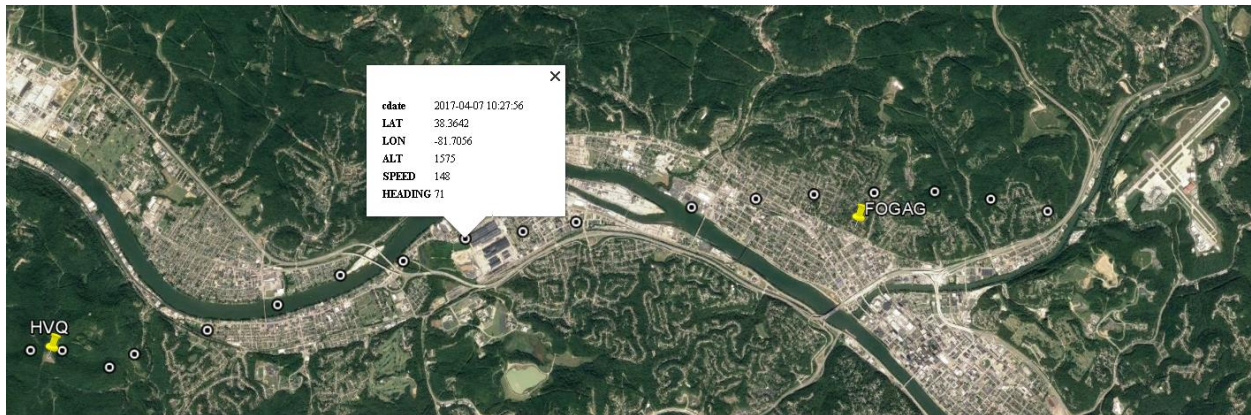 cdate 2017-04-07 10:27:56
LAT 38.3642
LON -81.7056
ALT 1575
SPEED 148
HEADING 71
FOGAG
HVQ